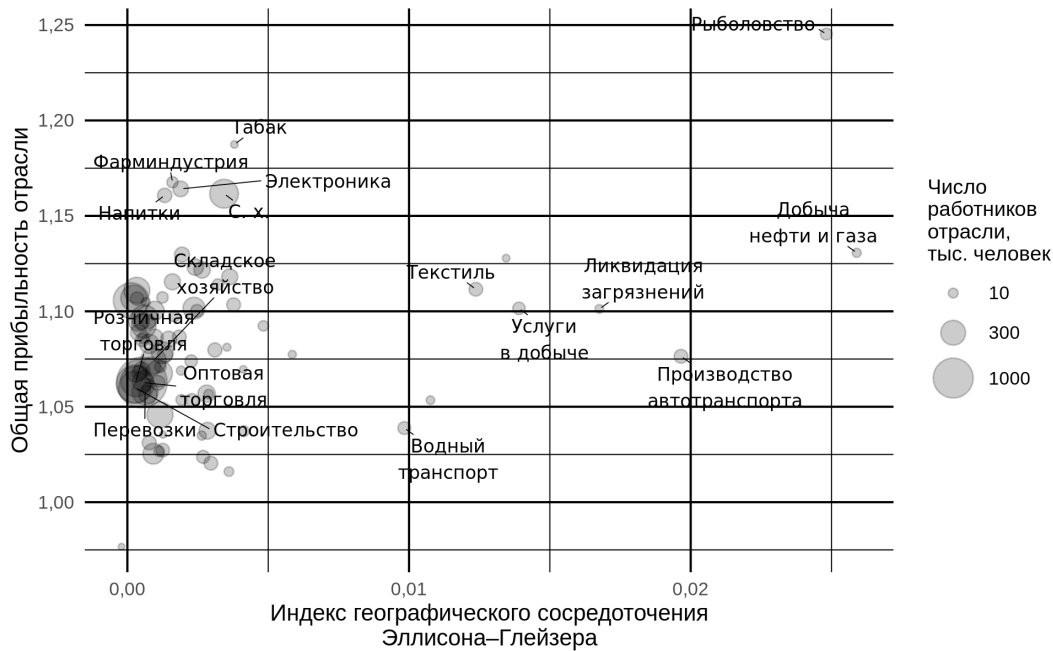 1,25
1,20
1,15
1,10
1,05
1,00
Общая прибыльность отрасли
Рыболовство
Табак
Фарминдустрия
Электроника
Напитки
С. х.
Добыча
нефти и газа
Складское
хозяйство
Текстиль
Ликвидация
загрязнений
Розничная
торговля
Услуги
в добыче
Оптовая
торговля
Производство
автотранспорта
Перевозки
Строительство
Водный
транспорт
0,00
0,01
0,02
Индекс географического сосредоточения
Эллисона–Глейзера
Число
работников
отрасли,
тыс. человек
10
300
1000